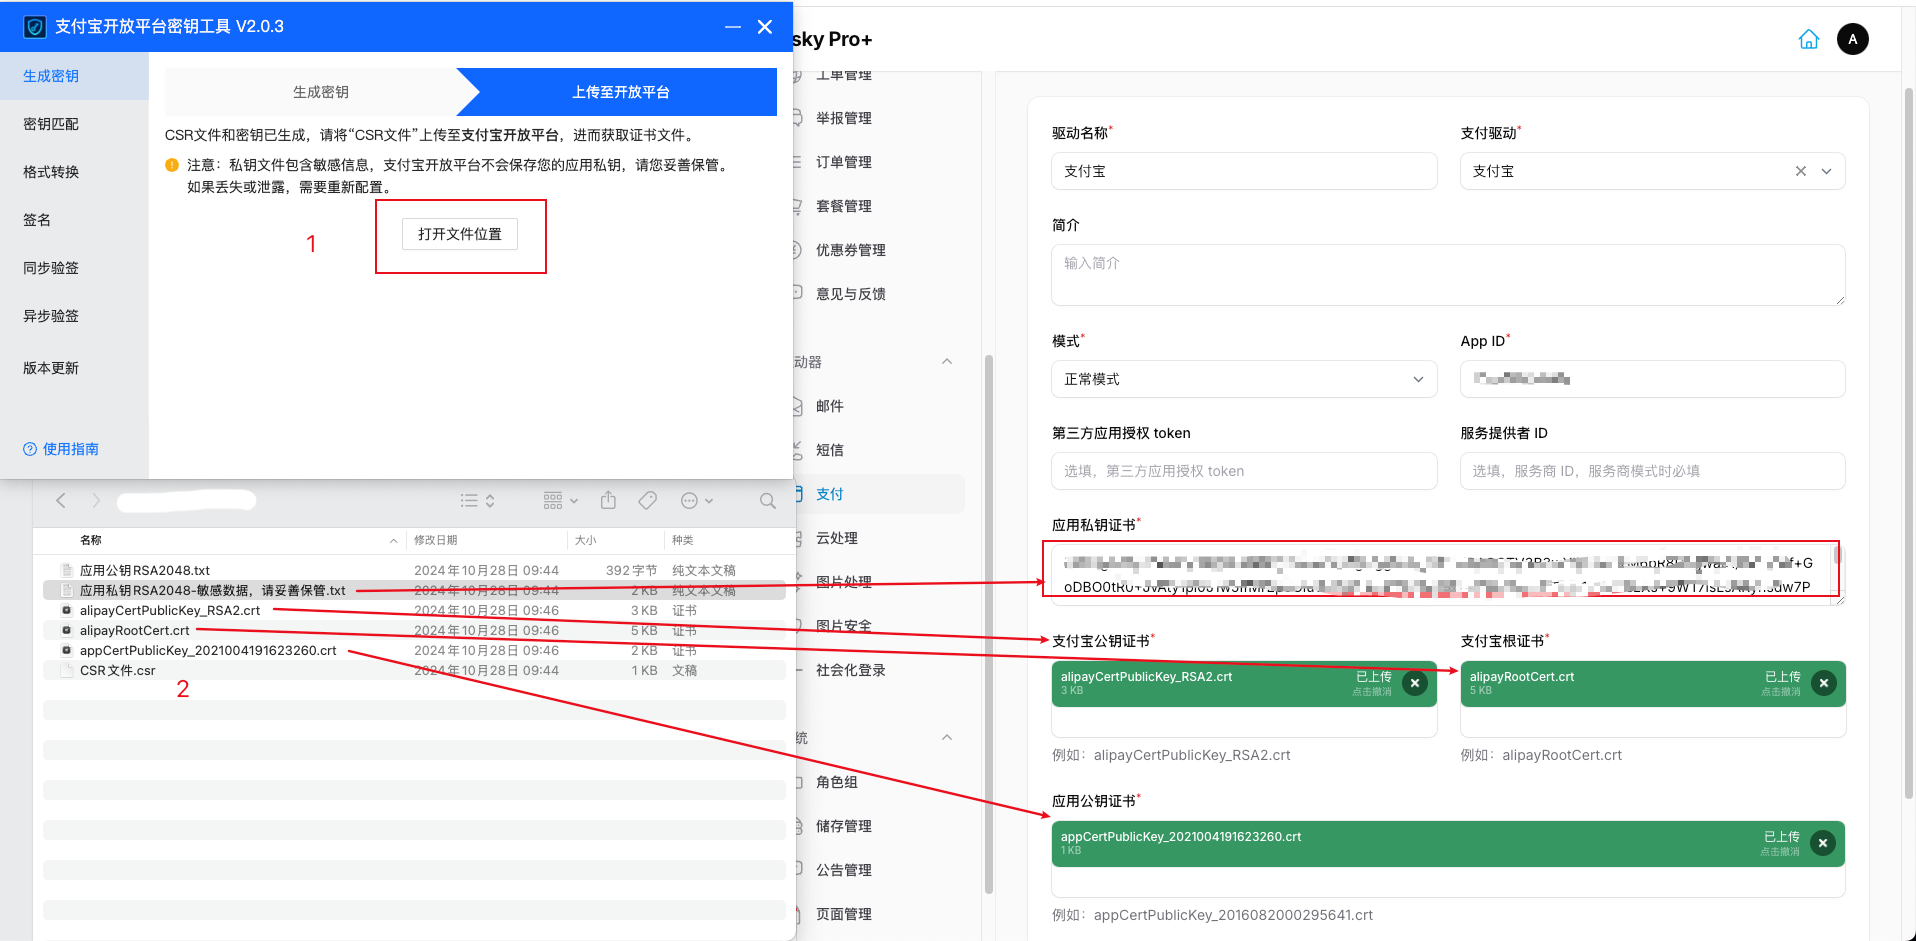 支付宝开放平台密钥工具 V2.0.3
生成密钥
密钥匹配
格式转换
签名
同步验签
异步验签
版本更新
使用指南
生成密钥
上传至开放平台
CSR文件和密钥已生成，请将“CSR文件”上传至支付宝开放平台，进而获取证书文件。
注意：私钥文件包含敏感信息，支付宝开放平台不会保存您的应用私钥，请您妥善保管。
如果丢失或泄露，需要重新配置。
1
打开文件位置
名称 修改日期 大小 种类
应用公钥RSA2048.txt 2024年10月28日 09:44 392字节 纯文本文稿
应用私钥RSA2048-敏感数据，请妥善保管.txt 2024年10月28日 09:44 2 KB 纯文本文稿
alipayCertPublicKey_RSA2.crt 2024年10月28日 09:46 3 KB 证书
alipayRootCert.crt 2024年10月28日 09:46 5 KB 证书
appCertPublicKey_2021004191623260.crt 2024年10月28日 09:46 2 KB 证书
CSR文件.csr 2024年10月28日 09:44 1 KB 文稿
2
sky Pro+
A
工单管理
举报管理
订单管理
套餐管理
优惠券管理
意见与反馈
动器
邮件
短信
支付
云处理
图片处理
图片安全
社会化登录
统
角色组
储存管理
公告管理
页面管理
驱动名称*
支付宝
支付驱动*
支付宝
简介
输入简介
模式*
正常模式
App ID*
第三方应用授权 token
选填，第三方应用授权 token
服务提供者 ID
选填，服务商 ID，服务商模式时必填
应用私钥证书*
支付宝公钥证书*
alipayCertPublicKey_RSA2.crt
3 KB
已上传
点击撤消
例如：alipayCertPublicKey_RSA2.crt
支付宝根证书*
alipayRootCert.crt
5 KB
已上传
点击撤消
例如：alipayRootCert.crt
应用公钥证书*
appCertPublicKey_2021004191623260.crt
1 KB
已上传
点击撤消
例如：appCertPublicKey_2016082000295641.crt